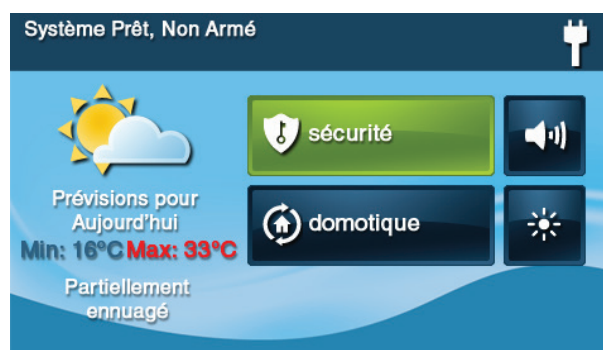 Système Prêt, Non Armé
sécurité
domotique
Prévisions pour
Aujourd'hui
Min: 16°C Max: 33°C
Partiellement
ennuagé